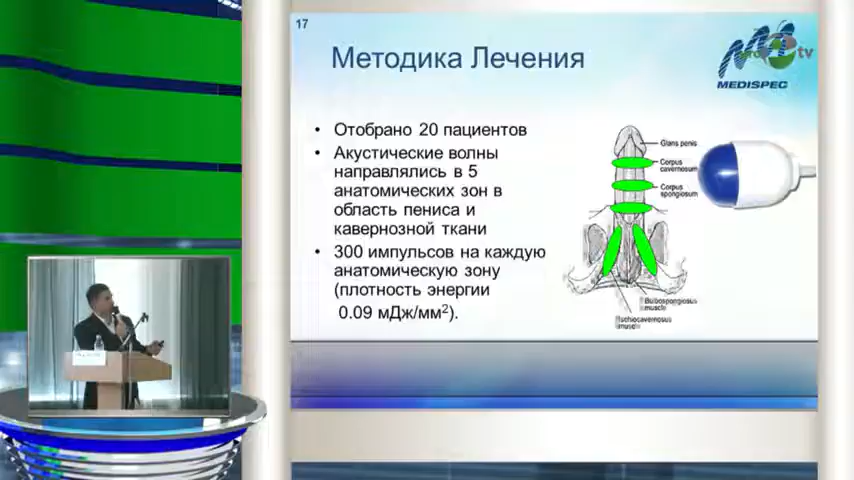 17
Методика Лечения
tv
MEDISPEC
• Отобрано 20 пациентов
• Акустические волны
направлялись в 5
анатомических зон в
область пениса и
кавернозной ткани
• 300 импульсов на каждую
анатомическую зону
(плотность энергии
0.09 мДж/мм²).
Glans penis
Corpus
cavernosum
Corpus
spongiosum
Bulbospongiosus
muscle
Ischiocavernosus
muscle